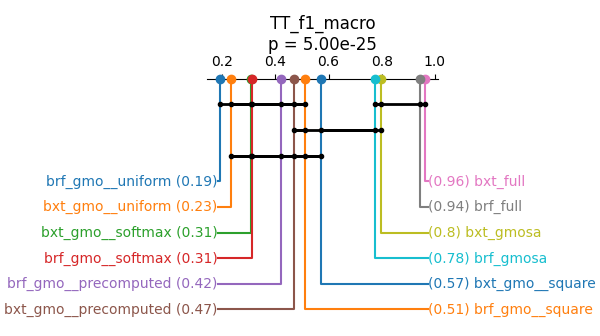 TT_f1_macro
p = 5.00e-25
0.2 0.4 0.6 0.8 1.0
brf_gmo__uniform (0.19) (0.96) bxt_full
bxt_gmo__uniform (0.23) (0.94) brf_full
bxt_gmo__softmax (0.31) (0.8) bxt_gmosa
brf_gmo__softmax (0.31) (0.78) brf_gmosa
brf_gmo__precomputed (0.42) (0.57) bxt_gmo__square
bxt_gmo__precomputed (0.47) (0.51) brf_gmo__square